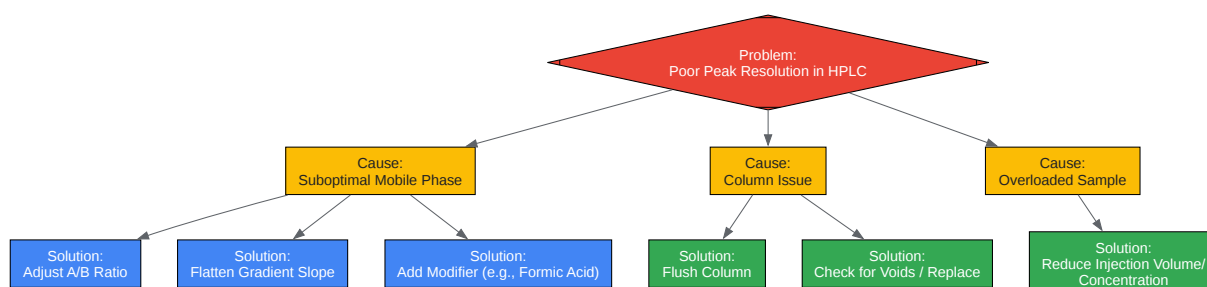 Problem:
Poor Peak Resolution in HPLC
Cause:
Suboptimal Mobile Phase
Cause:
Column Issue
Cause:
Overloaded Sample
Solution:
Adjust A/B Ratio
Solution:
Flatten Gradient Slope
Solution:
Add Modifier (e.g., Formic Acid)
Solution:
Flush Column
Solution:
Check for Voids / Replace
Solution:
Reduce Injection Volume/
Concentration